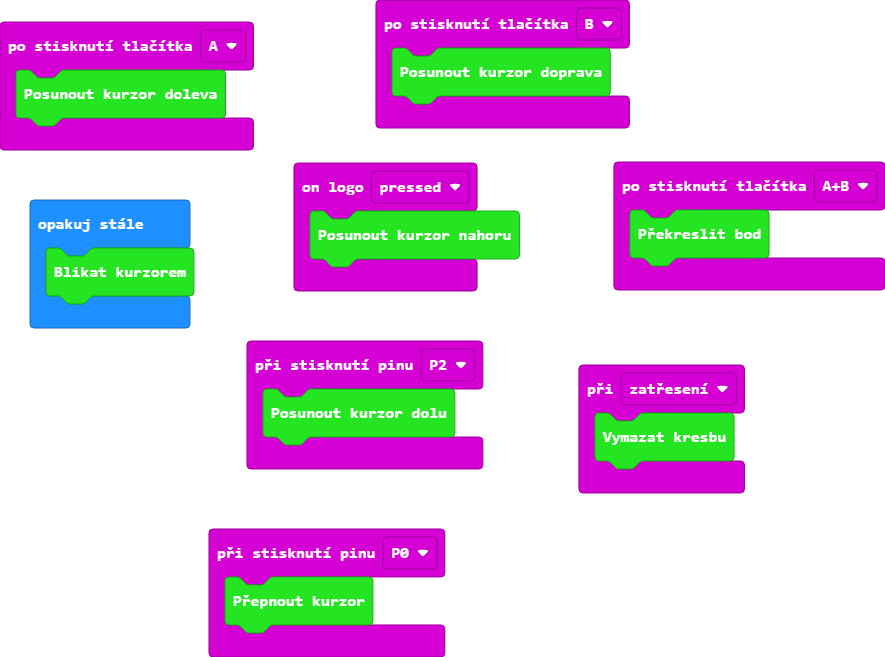 po stisknutí tlačítka A
Posunout kurzor doleva
po stisknutí tlačítka B
Posunout kurzor doprava
opakuj stále
Blikat kurzorem
on logo pressed
Posunout kurzor nahoru
po stisknutí tlačítka A+B
Překreslit bod
při stisknutí pinu P2
Posunout kurzor dolu
při zatřesení
Vymazat kresbu
při stisknutí pinu P0
Přepnout kurzor